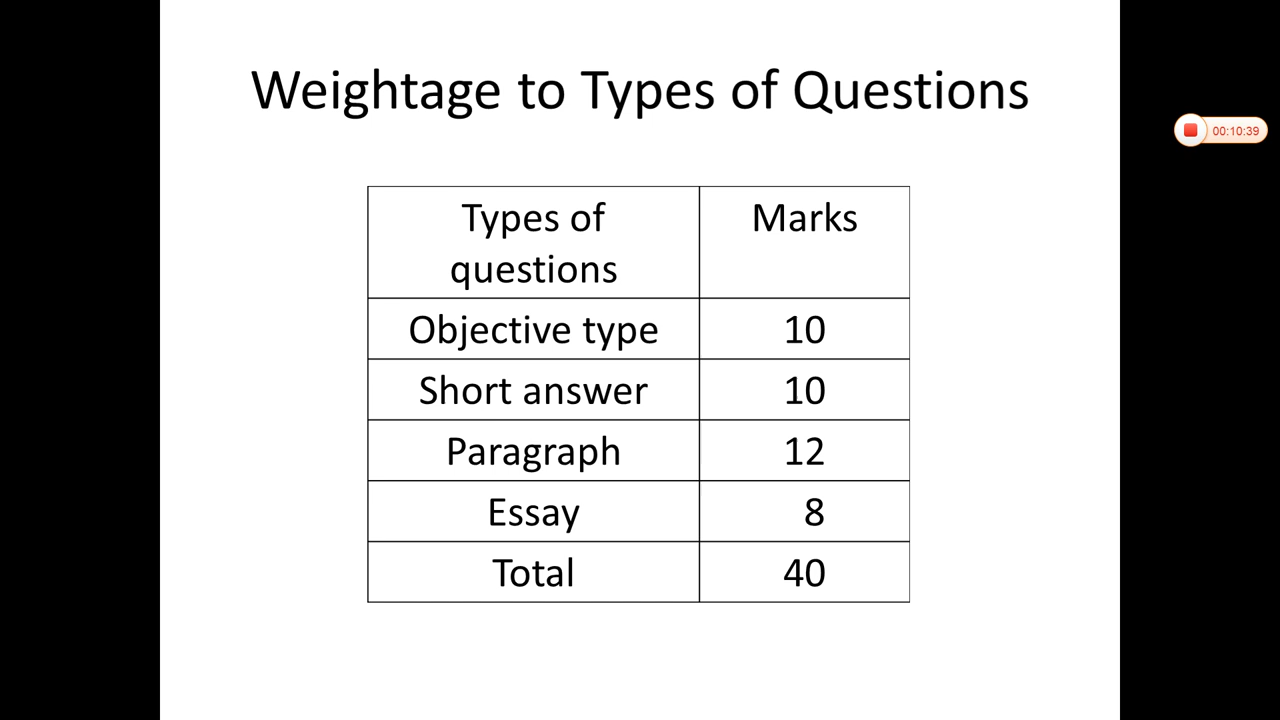 Weightage to Types of Questions
00:10:39
Types of
questions
Marks
Objective type
10
Short answer
10
Paragraph
12
Essay
8
Total
40